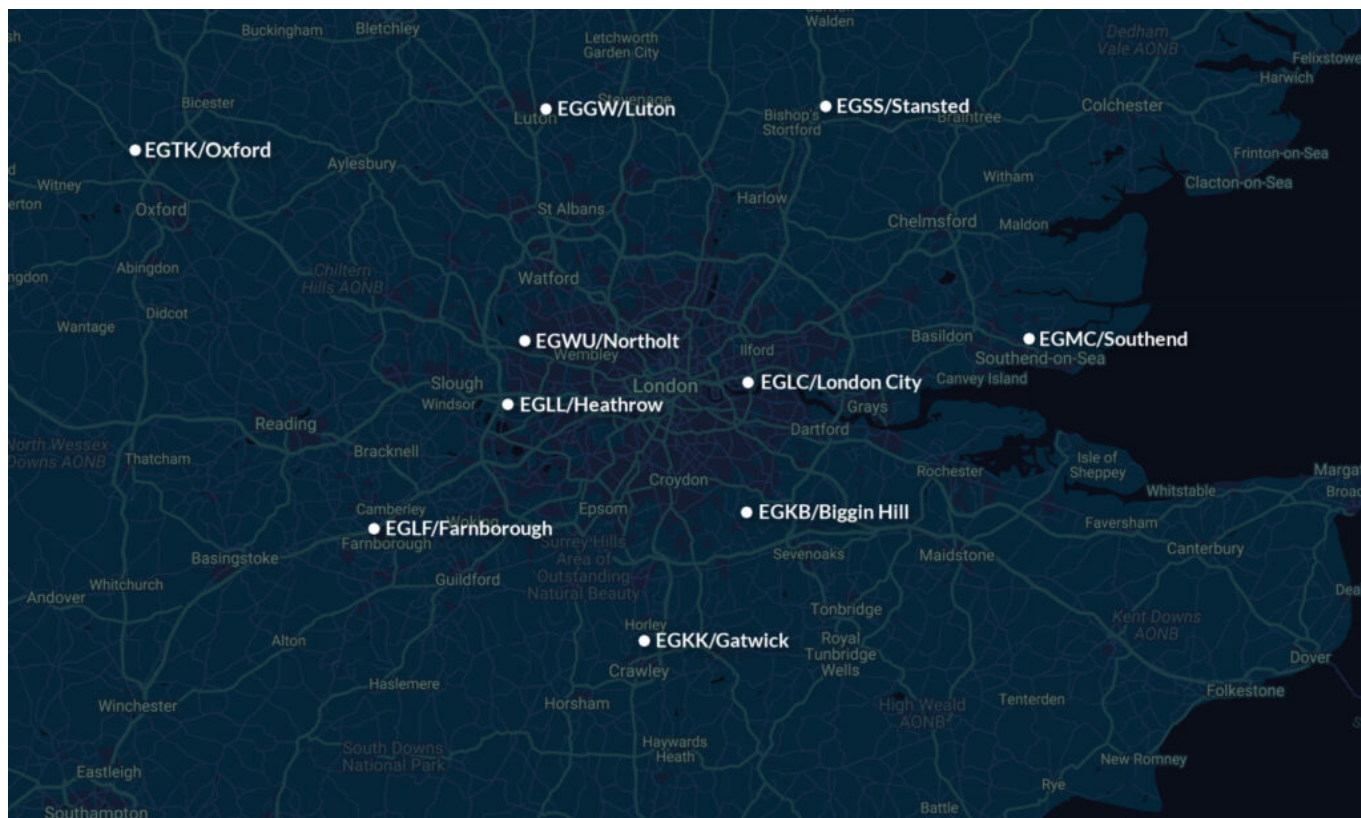 Buckingham
Bletchley
Letchworth
Garden City
Walden
Dedham
Vale AONB
Felixstowe
Harwich
Bicester
EGGW/Luton
Luton
Stevenage
EGSS/Stansted
Bishop's
Stortford
Braintree
Colchester
EGTK/Oxford
Aylesbury
Frinton-on-Sea
Witney
Witham
Clacton-on-Sea
Harlow
Oxford
St Albans
Chelmsford
Maldon
Abingdon
Chiltern
Hills AONB
Watford
Didcot
Wantage
EGWU/Northolt
Wembley
Ilford
Basildon
EGMC/Southend
Southend-on-Sea
Slough
London
EGLC/London City
Canvey Island
Windsor
EGLL/Heathrow
Grays
Reading
Dartford
North Wessex
Downs AONB
Thatcham
Bracknell
Croydon
Rochester
Isle of
Sheppey
Whitstable
Camberley
Epsom
EGKB/Biggin Hill
EGLF/Farnborough
Woking
Farnborough
Faversham
Basingstoke
Surrey Hills
Area of
Outstanding
Natural Beauty
Sevenoaks
Maidstone
Canterbury
Whitchurch
Guildford
Andover
Tonbridge
Kent Downs
AONB
Alton
Horley
EGKK/Gatwick
Royal
Tunbridge
Wells
Crawley
Dover
Haslemere
Folkestone
Winchester
Horsham
High Weald
AONB
Tenterden
South Downs
National Park
Haywards
Heath
New Romney
Eastleigh
Rye
Southampton
Battle